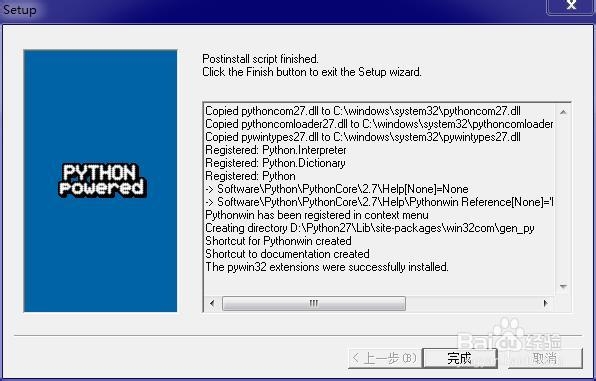 Setup
Postinstall script finished.
Click the Finish button to exit the Setup wizard.
PYTHON
powered
Copied pythoncom27.dll to C:\windows\system32\pythoncom27.dll
Copied pythoncomloader27.dll to C:\windows\system32\pythoncomloader
Copied pywintypes27.dll to C:\windows\system32\pywintypes27.dll
Registered: Python.Interpreter
Registered: Python.Dictionary
Registered: Python
-> Software\Python\PythonCore\2.7\Help[None]=None
-> Software\Python\PythonCore\2.7\Help\Pythonwin Reference[None]='
Pythonwin has been registered in context menu
Creating directory D:\Python27\Lib\site-packages\win32com\gen_py
Shortcut for Pythonwin created
Shortcut to documentation created
The pywin32 extensions were successfully installed.
< 上一步(B)
完成
取消
Baidu 经验